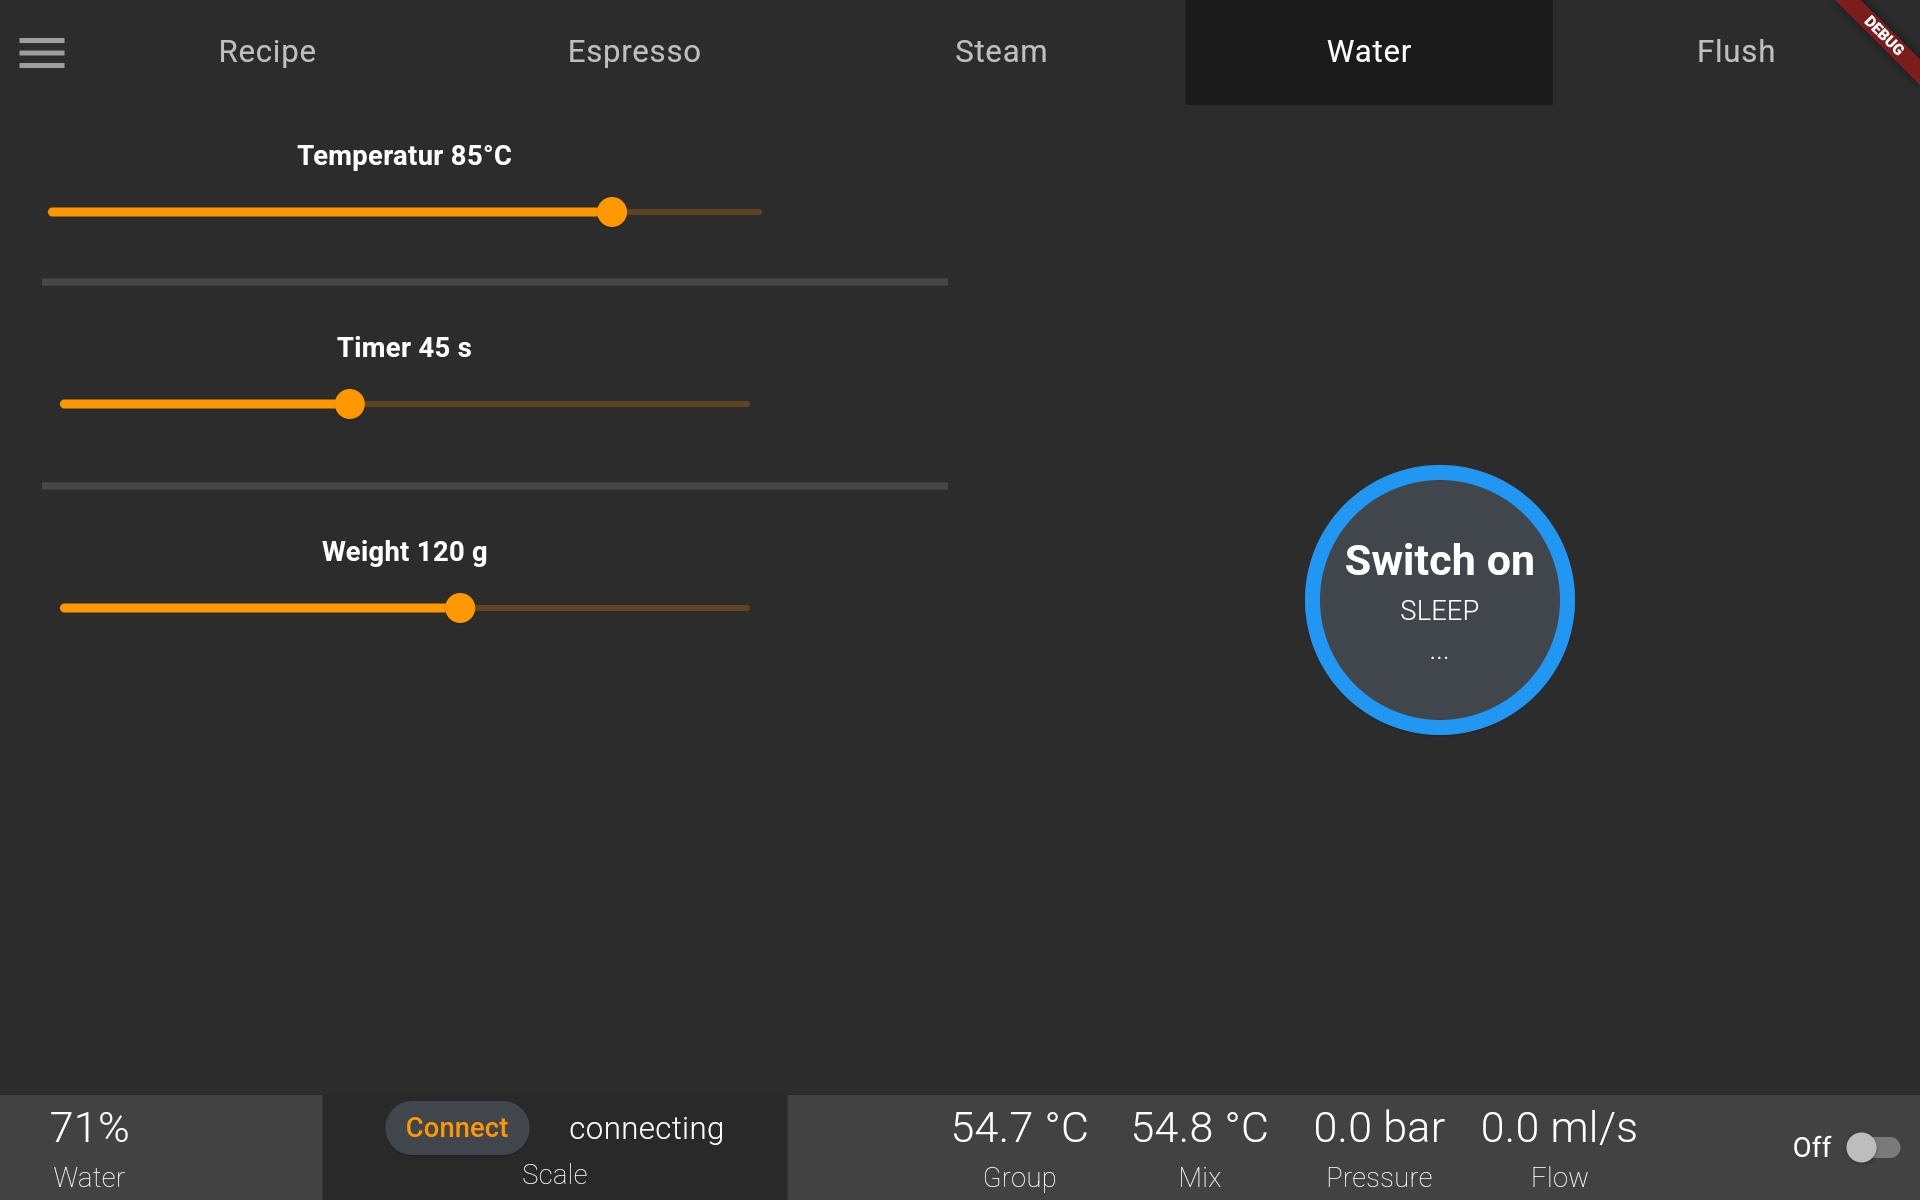 Recipe Espresso Steam Water Flush
DEBUG
Temperatur 85°C
Timer 45 s
Weight 120 g
Switch on
SLEEP
...
71% Connect connecting 54.7 °C 54.8 °C 0.0 bar 0.0 ml/s Off
Water Scale Group Mix Pressure Flow